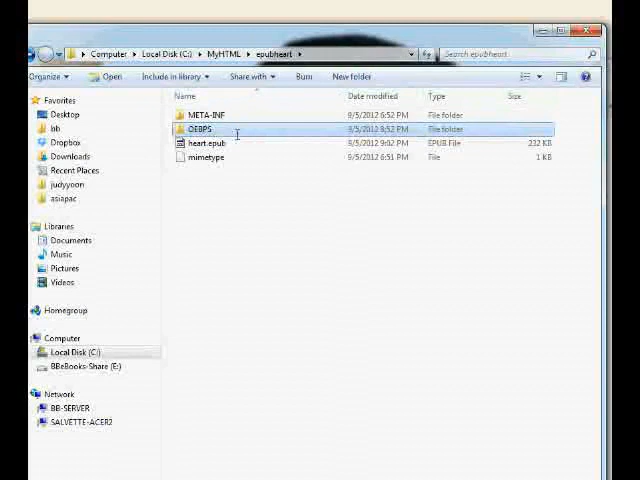 Computer ▸ Local Disk (C:) ▸ MyHTML ▸ epubheart ▸ Search epubheart
Organize ▾ Open Include in library ▾ Share with ▾ Burn New folder
Name Date modified Type Size
META-INF 9/5/2012 6:52 PM File folder
OEBPS 9/5/2012 8:52 PM File folder
heart.epub 9/5/2012 9:02 PM EPUB File 232 KB
mimetype 9/5/2012 6:51 PM File 1 KB
Favorites
Desktop
bb
Dropbox
Downloads
Recent Places
judyyoon
asiapac
Libraries
Documents
Music
Pictures
Videos
Homegroup
Computer
Local Disk (C:)
BBeBooks-Share (E:)
Network
BB-SERVER
SALVETTE-ACER2